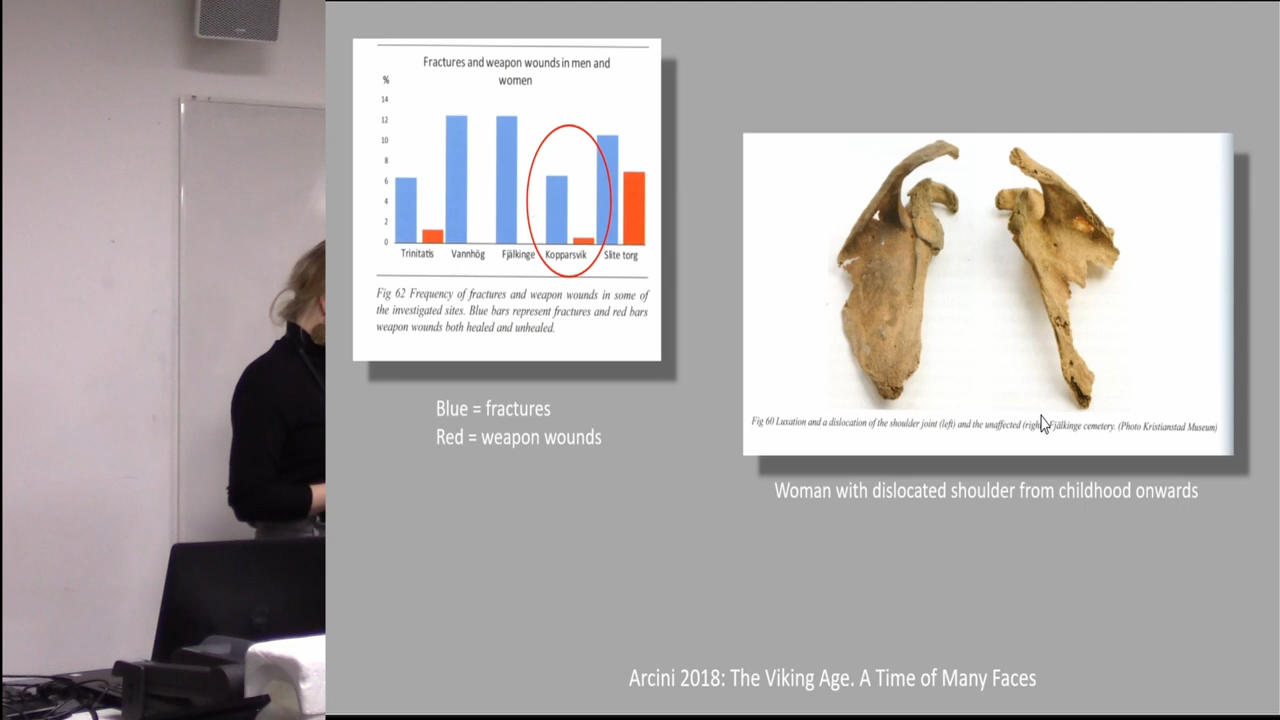 Fractures and weapon wounds in men and
women
%
14
12
10
8
6
4
2
0
Trinitatis Vannhög Fjälkinge Kopparsvik Slite torg
Fig 62 Frequency of fractures and weapon wounds in some of
the investigated sites. Blue bars represent fractures and red bars
weapon wounds both healed and unhealed.
Blue = fractures
Red = weapon wounds
Fig 60 Luxation and a dislocation of the shoulder joint (left) and the unaffected Fjälkinge cemetery. (Photo Kristianstad Museum)
Woman with dislocated shoulder from childhood onwards
Arcini 2018: The Viking Age. A Time of Many Faces